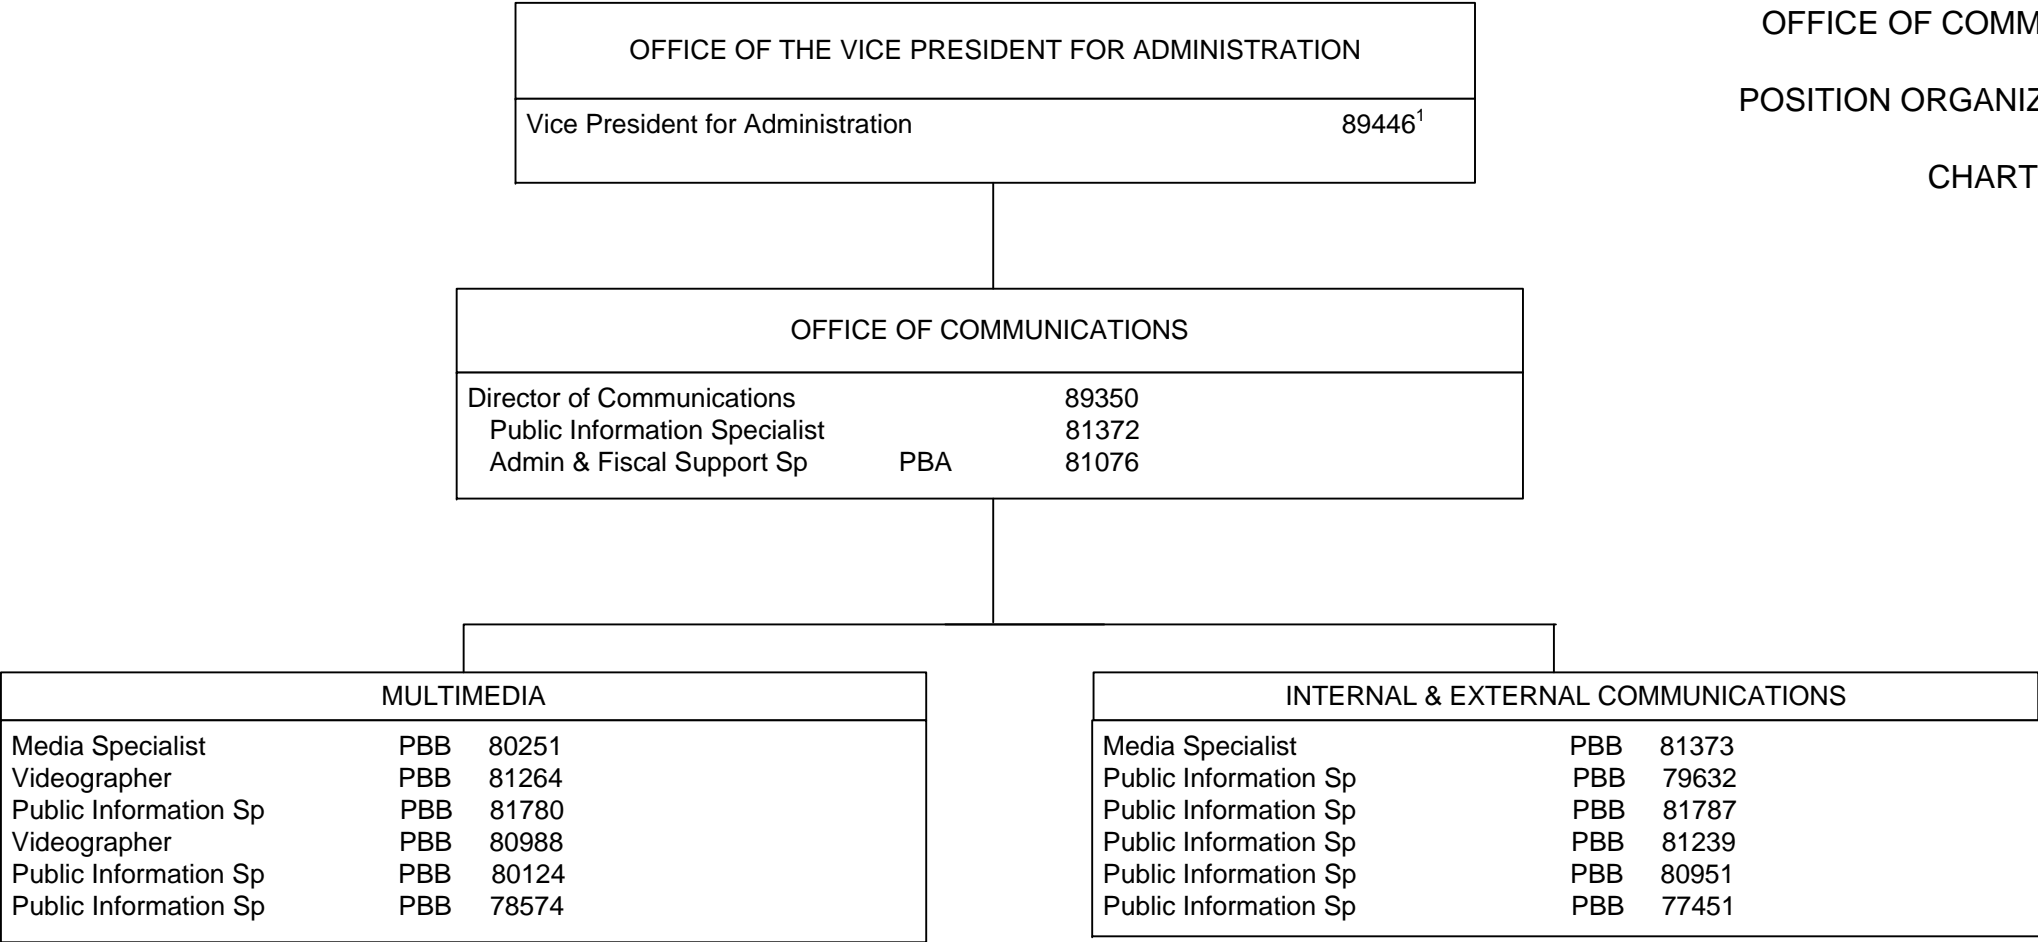 OFFICE OF COMM
POSITION ORGANIZ
CHART
OFFICE OF THE VICE PRESIDENT FOR ADMINISTRATION
Vice President for Administration 89446¹
OFFICE OF COMMUNICATIONS
Director of Communications 89350
Public Information Specialist 81372
Admin & Fiscal Support Sp PBA 81076
MULTIMEDIA
Media Specialist PBB 80251
Videographer PBB 81264
Public Information Sp PBB 81780
Videographer PBB 80988
Public Information Sp PBB 80124
Public Information Sp PBB 78574
INTERNAL & EXTERNAL COMMUNICATIONS
Media Specialist PBB 81373
Public Information Sp PBB 79632
Public Information Sp PBB 81787
Public Information Sp PBB 81239
Public Information Sp PBB 80951
Public Information Sp PBB 77451